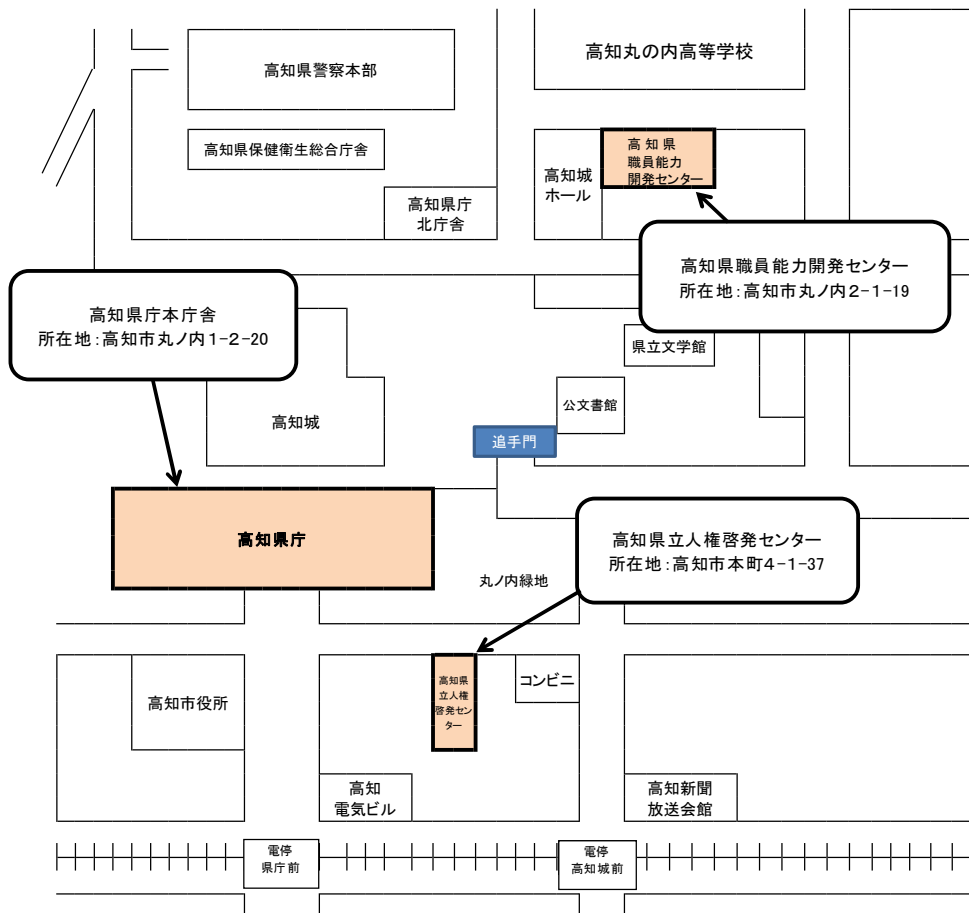 高知県警察本部
高知丸の内高等学校
高知県保健衛生総合庁舎
高知県庁
北庁舎
高知城
ホール
高知県
職員能力
開発センター
高知県職員能力開発センター
所在地：高知市丸ノ内２-１-19
高知県庁本庁舎
所在地：高知市丸ノ内１-２-20
県立文学館
公文書館
高知城
追手門
高知県庁
高知県立人権啓発センター
所在地：高知市本町４-１-37
丸ノ内緑地
高知市役所
高知県
立人権
啓発セン
ター
コンビニ
高知
電気ビル
高知新聞
放送会館
電停
県庁前
電停
高知城前